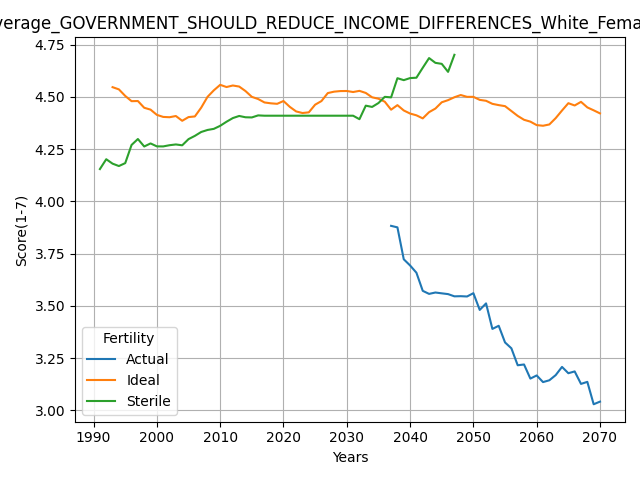 verage_GOVERNMENT_SHOULD_REDUCE_INCOME_DIFFERENCES_White_Fema
4.75
4.50
4.25
4.00
3.75
3.50
3.25
3.00
Score(1-7)
Fertility
Actual
Ideal
Sterile
1990 2000 2010 2020 2030 2040 2050 2060 2070
Years